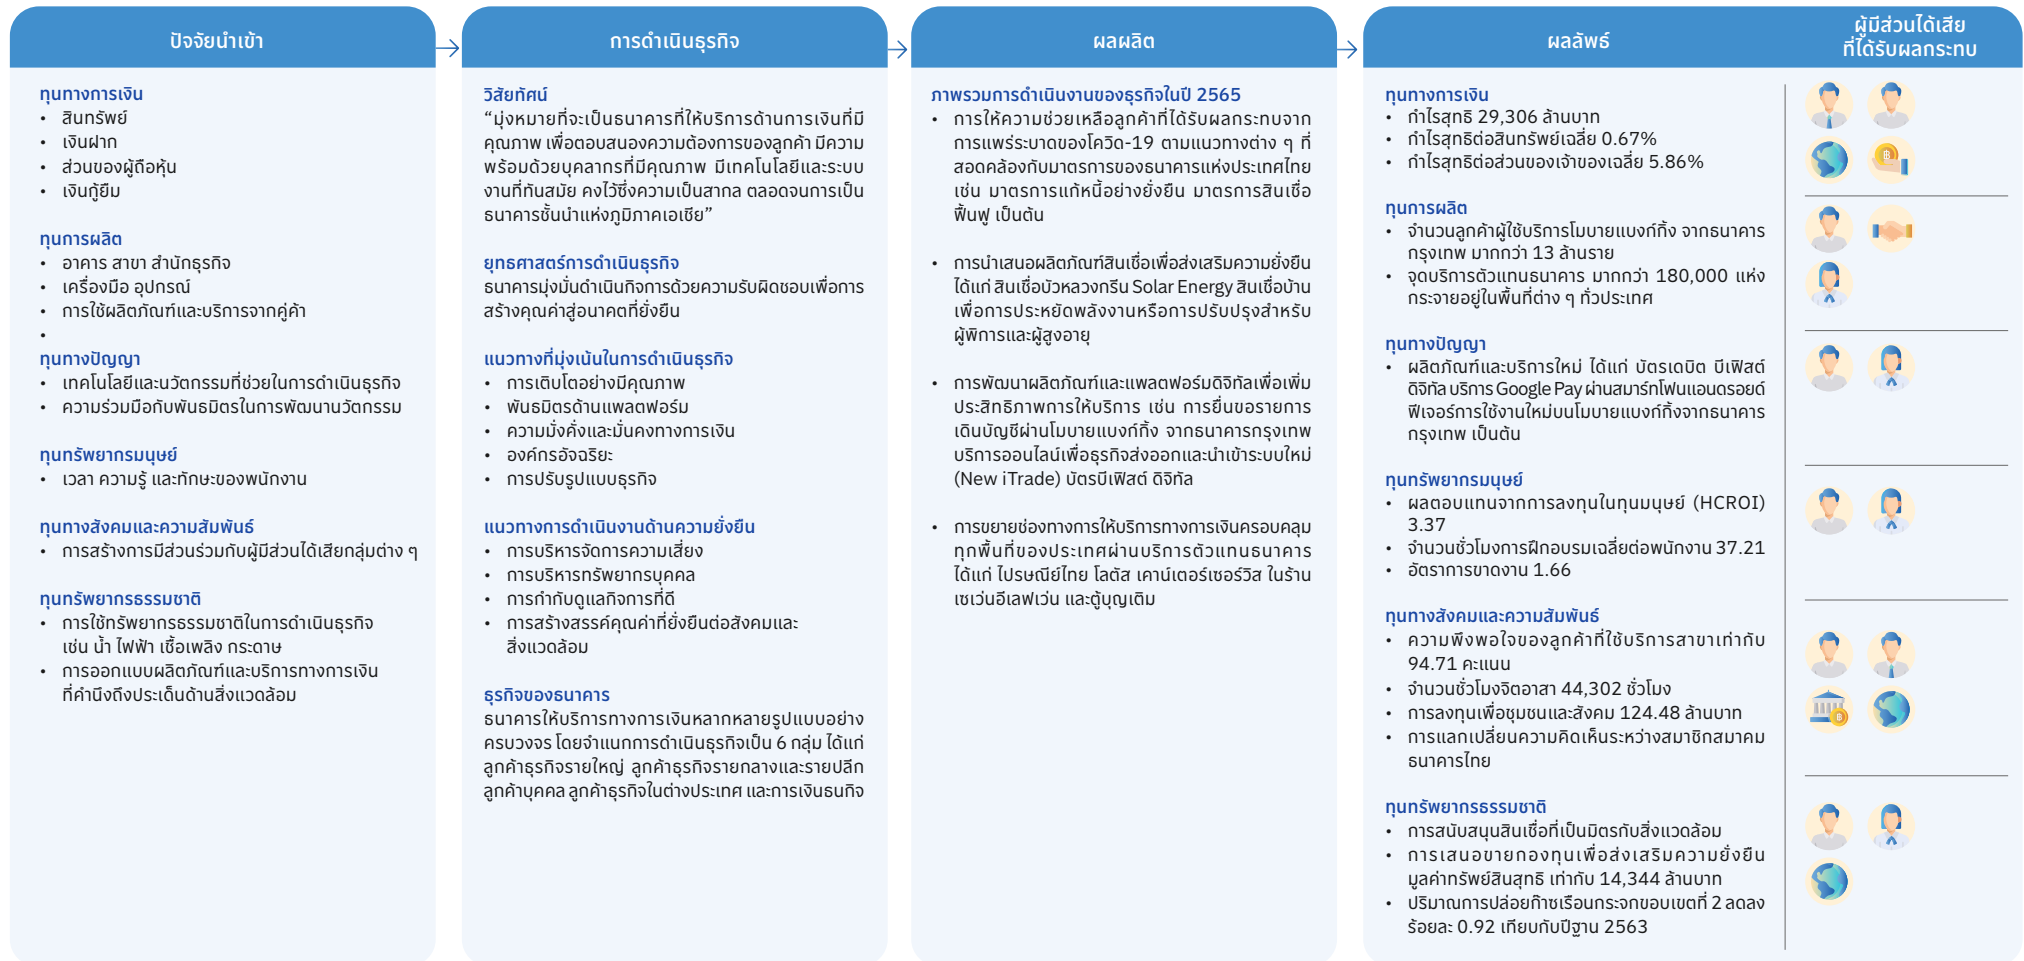 ปัจจัยนำเข้า
ทุนทางการเงิน
• สินทรัพย์
• เงินฝาก
• ส่วนของผู้ถือหุ้น
• เงินกู้ยืม
ทุนการผลิต
• อาคาร สาขา สำนักธุรกิจ
• เครื่องมือ อุปกรณ์
• การใช้ผลิตภัณฑ์และบริการจากคู่ค้า
•
ทุนทางปัญญา
• เทคโนโลยีและนวัตกรรมที่ช่วยในการดำเนินธุรกิจ
• ความร่วมมือกับพันธมิตรในการพัฒนานวัตกรรม
ทุนทรัพยากรมนุษย์
• เวลา ความรู้ และทักษะของพนักงาน
ทุนทางสังคมและความสัมพันธ์
• การสร้างการมีส่วนร่วมกับผู้มีส่วนได้เสียกลุ่มต่าง ๆ
ทุนทรัพยากรธรรมชาติ
• การใช้ทรัพยากรธรรมชาติในการดำเนินธุรกิจ
เช่น น้ำ ไฟฟ้า เชื้อเพลิง กระดาษ
• การออกแบบผลิตภัณฑ์และบริการทางการเงิน
ที่คำนึงถึงประเด็นด้านสิ่งแวดล้อม
การดำเนินธุรกิจ
วิสัยทัศน์
“มุ่งหมายที่จะเป็นธนาคารที่ให้บริการด้านการเงินที่มี
คุณภาพ เพื่อตอบสนองความต้องการของลูกค้า มีความ
พร้อมด้วยบุคลากรที่มีคุณภาพ มีเทคโนโลยีและระบบ
งานที่ทันสมัย คงไว้ซึ่งความเป็นสากล ตลอดจนการเป็น
ธนาคารชั้นนำแห่งภูมิภาคเอเชีย”
ยุทธศาสตร์การดำเนินธุรกิจ
ธนาคารมุ่งมั่นดำเนินกิจการด้วยความรับผิดชอบเพื่อการ
สร้างคุณค่าสู่อนาคตที่ยั่งยืน
แนวทางที่มุ่งเน้นในการดำเนินธุรกิจ
• การเติบโตอย่างมีคุณภาพ
• พันธมิตรด้านแพลตฟอร์ม
• ความมั่งคั่งและมั่นคงทางการเงิน
• องค์กรอัจฉริยะ
• การปรับรูปแบบธุรกิจ
แนวทางการดำเนินงานด้านความยั่งยืน
• การบริหารจัดการความเสี่ยง
• การบริหารทรัพยากรบุคคล
• การกำกับดูแลกิจการที่ดี
• การสร้างสรรค์คุณค่าที่ยั่งยืนต่อสังคมและ
สิ่งแวดล้อม
ธุรกิจของธนาคาร
ธนาคารให้บริการทางการเงินหลากหลายรูปแบบอย่าง
ครบวงจร โดยจำแนกการดำเนินธุรกิจเป็น 6 กลุ่ม ได้แก่
ลูกค้าธุรกิจรายใหญ่ ลูกค้าธุรกิจรายกลางและรายปลีก
ลูกค้าบุคคล ลูกค้าธุรกิจในต่างประเทศ และการเงินธนกิจ
ผลผลิต
ภาพรวมการดำเนินงานของธุรกิจในปี 2565
• การให้ความช่วยเหลือลูกค้าที่ได้รับผลกระทบจาก
การแพร่ระบาดของโควิด-19 ตามแนวทางต่าง ๆ ที่
สอดคล้องกับมาตรการของธนาคารแห่งประเทศไทย
เช่น มาตรการแก้หนี้อย่างยั่งยืน มาตรการสินเชื่อ
ฟื้นฟู เป็นต้น
• การนำเสนอผลิตภัณฑ์สินเชื่อเพื่อส่งเสริมความยั่งยืน
ได้แก่ สินเชื่อบัวหลวงกรีน Solar Energy สินเชื่อบ้าน
เพื่อการประหยัดพลังงานหรือการปรับปรุงสำหรับ
ผู้พิการและผู้สูงอายุ
• การพัฒนาผลิตภัณฑ์และแพลตฟอร์มดิจิทัลเพื่อเพิ่ม
ประสิทธิภาพการให้บริการ เช่น การยื่นขอรายการ
เดินบัญชีผ่านโมบายแบงก์กิ้ง จากธนาคารกรุงเทพ
บริการออนไลน์เพื่อธุรกิจส่งออกและนำเข้าระบบใหม่
(New iTrade) บัตรบีเฟิสต์ ดิจิทัล
• การขยายช่องทางการให้บริการทางการเงินครอบคลุม
ทุกพื้นที่ของประเทศผ่านบริการตัวแทนธนาคาร
ได้แก่ ไปรษณีย์ไทย โลตัส เคาน์เตอร์เซอร์วิส ในร้าน
เซเว่นอีเลฟเว่น และตู้บุญเติม
ผลลัพธ์
ทุนทางการเงิน
• กำไรสุทธิ 29,306 ล้านบาท
• กำไรสุทธิต่อสินทรัพย์เฉลี่ย 0.67%
• กำไรสุทธิต่อส่วนของเจ้าของเฉลี่ย 5.86%
ทุนการผลิต
• จำนวนลูกค้าผู้ใช้บริการโมบายแบงก์กิ้ง จากธนาคาร
กรุงเทพ มากกว่า 13 ล้านราย
• จุดบริการตัวแทนธนาคาร มากกว่า 180,000 แห่ง
กระจายอยู่ในพื้นที่ต่าง ๆ ทั่วประเทศ
ทุนทางปัญญา
• ผลิตภัณฑ์และบริการใหม่ ได้แก่ บัตรเดบิต บีเฟิสต์
ดิจิทัล บริการ Google Pay ผ่านสมาร์ทโฟนแอนดรอยด์
ฟีเจอร์การใช้งานใหม่บนโมบายแบงก์กิ้งจากธนาคาร
กรุงเทพ เป็นต้น
ทุนทรัพยากรมนุษย์
• ผลตอบแทนจากการลงทุนในทุนมนุษย์ (HCROI)
3.37
• จำนวนชั่วโมงการฝึกอบรมเฉลี่ยต่อพนักงาน 37.21
• อัตราการขาดงาน 1.66
ทุนทางสังคมและความสัมพันธ์
• ความพึงพอใจของลูกค้าที่ใช้บริการสาขาเท่ากับ
94.71 คะแนน
• จำนวนชั่วโมงจิตอาสา 44,302 ชั่วโมง
• การลงทุนเพื่อชุมชนและสังคม 124.48 ล้านบาท
• การแลกเปลี่ยนความคิดเห็นระหว่างสมาชิกสมาคม
ธนาคารไทย
ทุนทรัพยากรธรรมชาติ
• การสนับสนุนสินเชื่อที่เป็นมิตรกับสิ่งแวดล้อม
• การเสนอขายกองทุนเพื่อส่งเสริมความยั่งยืน
มูลค่าทรัพย์สินสุทธิ เท่ากับ 14,344 ล้านบาท
• ปริมาณการปล่อยก๊าซเรือนกระจกขอบเขตที่ 2 ลดลง
ร้อยละ 0.92 เทียบกับปีฐาน 2563
ผู้มีส่วนได้เสีย
ที่ได้รับผลกระทบ